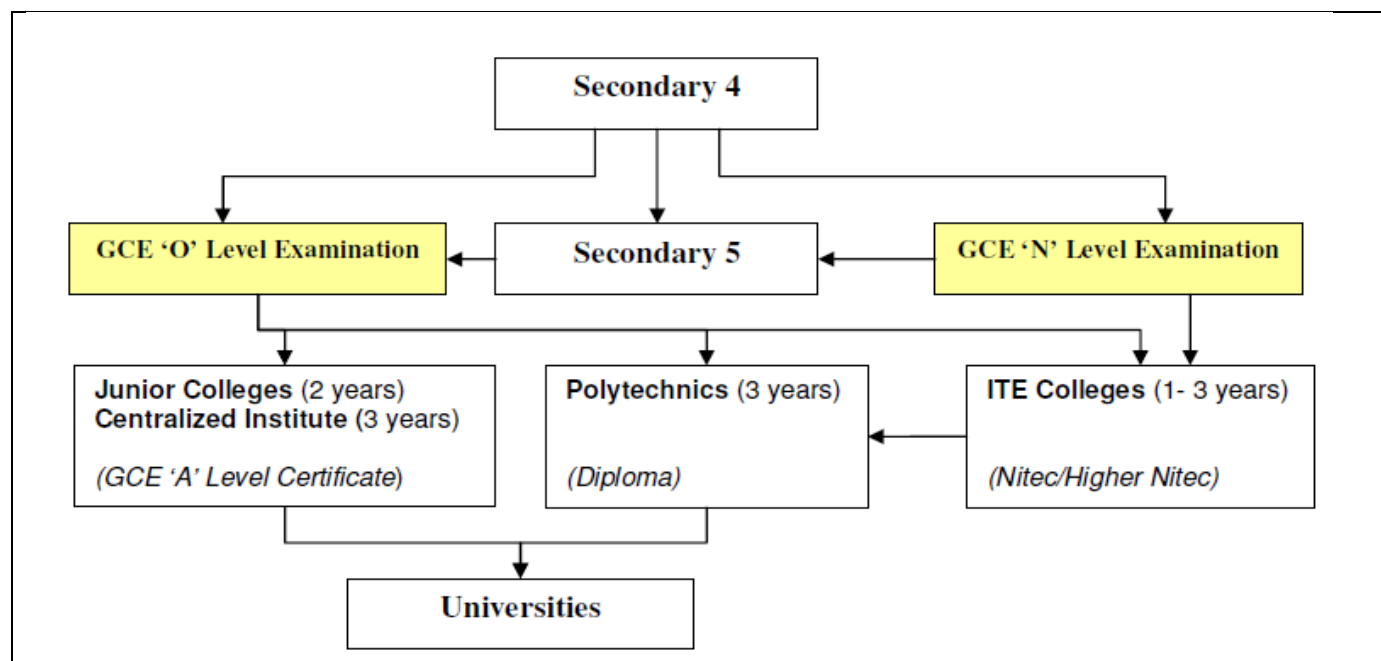 Secondary 4
GCE ‘O’ Level Examination
Secondary 5
GCE ‘N’ Level Examination
Junior Colleges (2 years)
Centralized Institute (3 years)
(GCE ‘A’ Level Certificate)
Polytechnics (3 years)
(Diploma)
ITE Colleges (1- 3 years)
(Nitec/Higher Nitec)
Universities